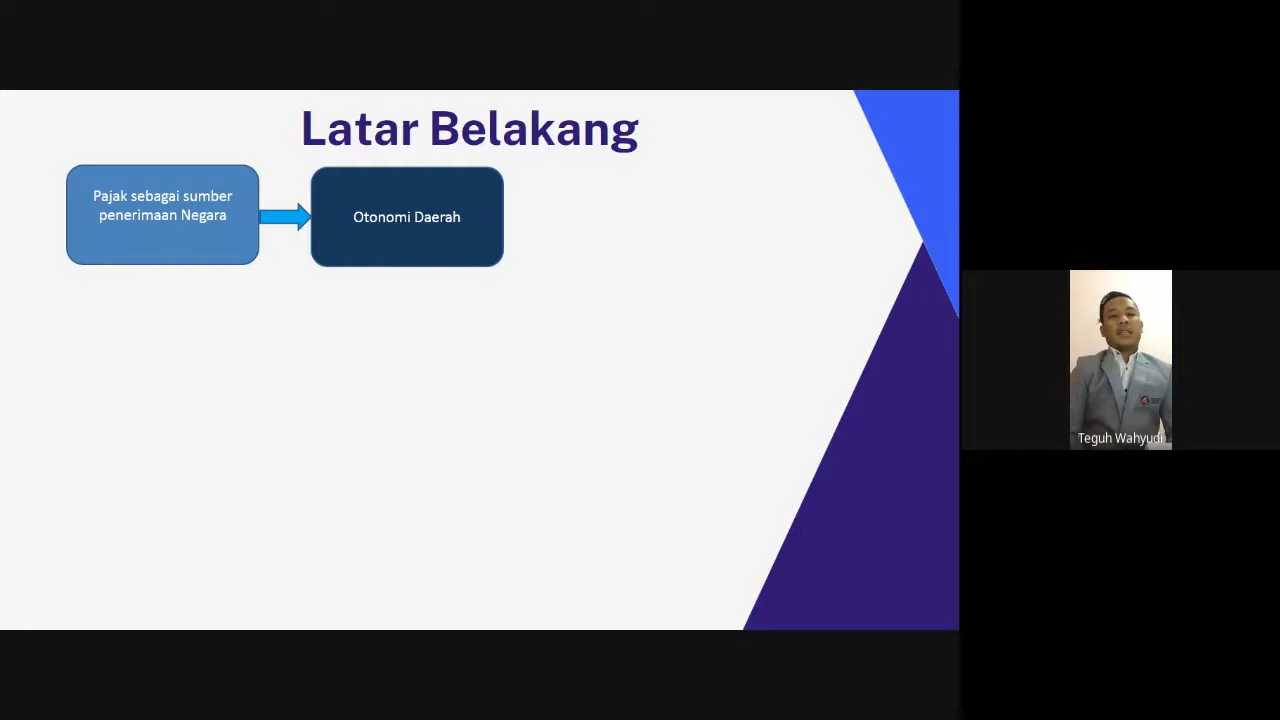 Latar Belakang
Pajak sebagai sumber
penerimaan Negara
Otonomi Daerah
Teguh Wahyudi